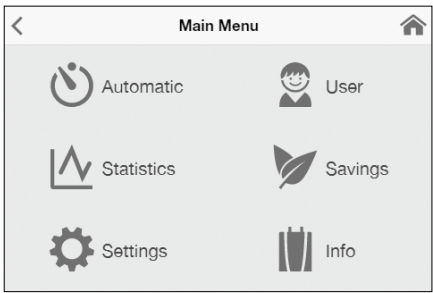 Main Menu
Automatic
User
Statistics
Savings
Settings
Info